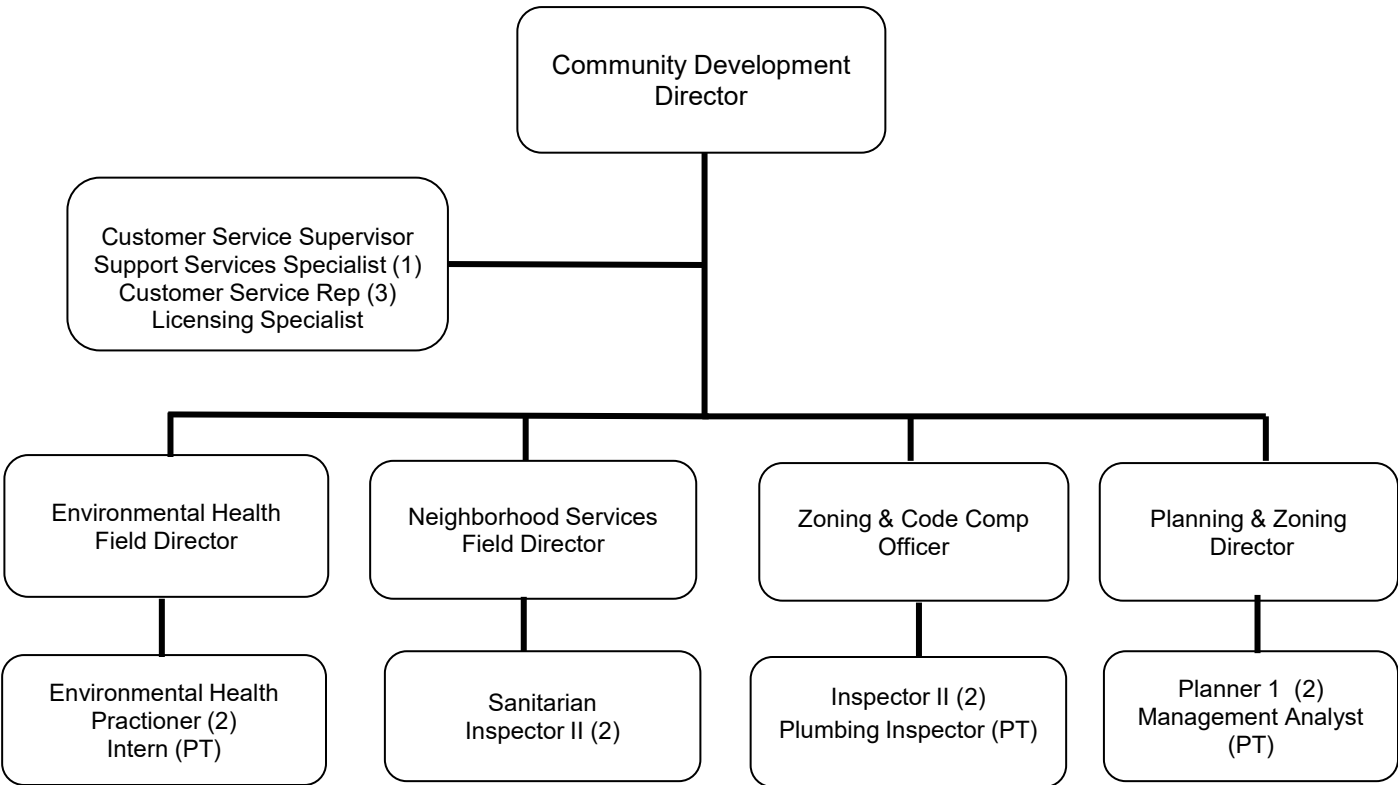 Community Development
Director
Customer Service Supervisor
Support Services Specialist (1)
Customer Service Rep (3)
Licensing Specialist
Environmental Health
Field Director
Neighborhood Services
Field Director
Zoning & Code Comp
Officer
Planning & Zoning
Director
Environmental Health
Practioner (2)
Intern (PT)
Sanitarian
Inspector II (2)
Inspector II (2)
Plumbing Inspector (PT)
Planner 1 (2)
Management Analyst
(PT)